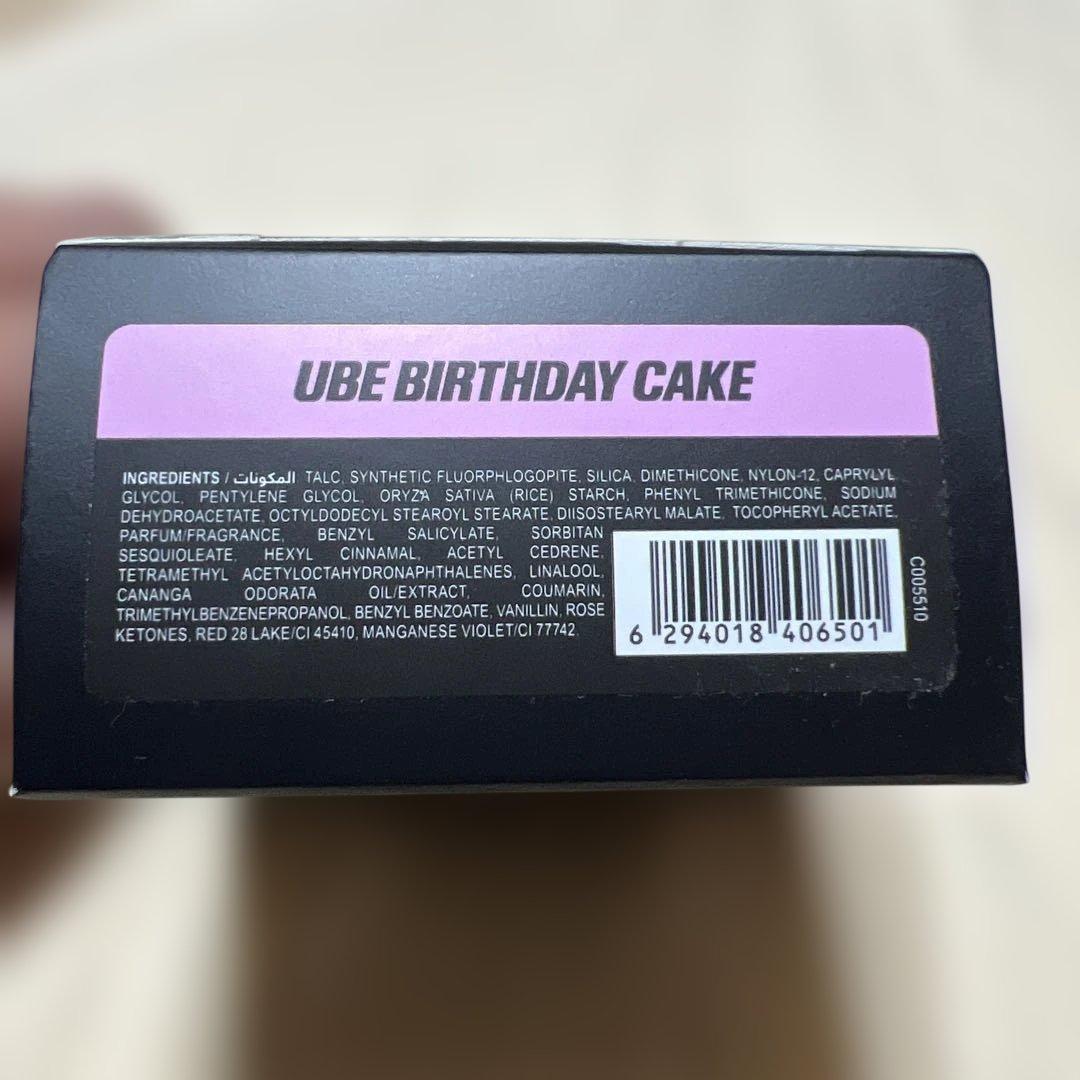 UBE BIRTHDAY CAKE
INGREDIENTS / المكونات TALC, SYNTHETIC FLUORPHLOGOPITE, SILICA, DIMETHICONE, NYLON-12, CAPRYLYL
GLYCOL, PENTYLENE GLYCOL, ORYZA SATIVA (RICE) STARCH, PHENYL TRIMETHICONE, SODIUM
DEHYDROACETATE, OCTYLDODECYL STEAROYL STEARATE, DIISOSTEARYL MALATE, TOCOPHERYL ACETATE,
PARFUM/FRAGRANCE, BENZYL SALICYLATE, SORBITAN
SESQUIOLEATE, HEXYL CINNAMAL, ACETYL CEDRENE,
TETRAMETHYL ACETYLOCTAHYDRONAPHTHALENES, LINALOOL,
CANANGA ODORATA OIL/EXTRACT, COUMARIN,
TRIMETHYLBENZENEPROPANOL, BENZYL BENZOATE, VANILLIN, ROSE
KETONES, RED 28 LAKE/CI 45410, MANGANESE VIOLET/CI 77742
6 294018 406501
C005510